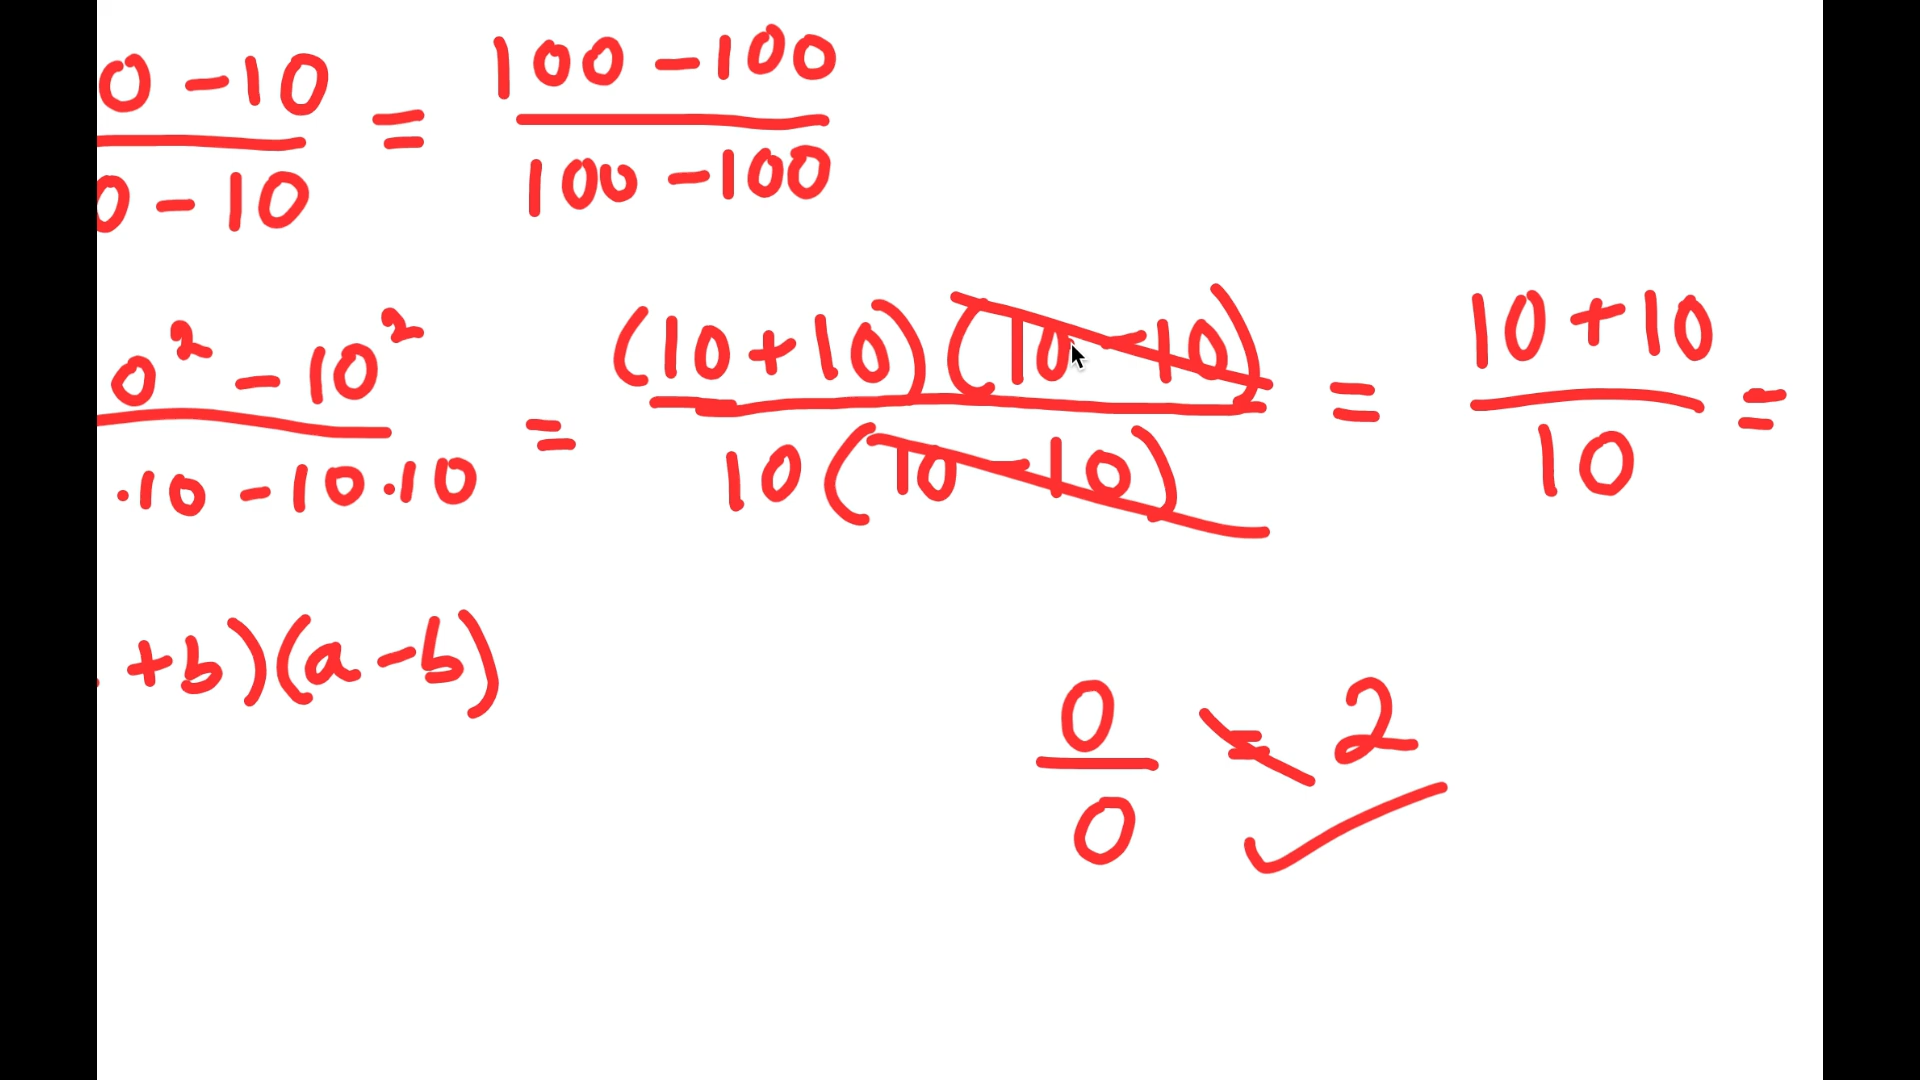 0 - 10 / 0 - 10 = 100 - 100 / 100 - 100
0² - 10² / ·10 - 10·10 = (10 + 10)(10 - 10) / 10(10 - 10) = 10 + 10 / 10 =
+b)(a - b)
0 / 0 = 2